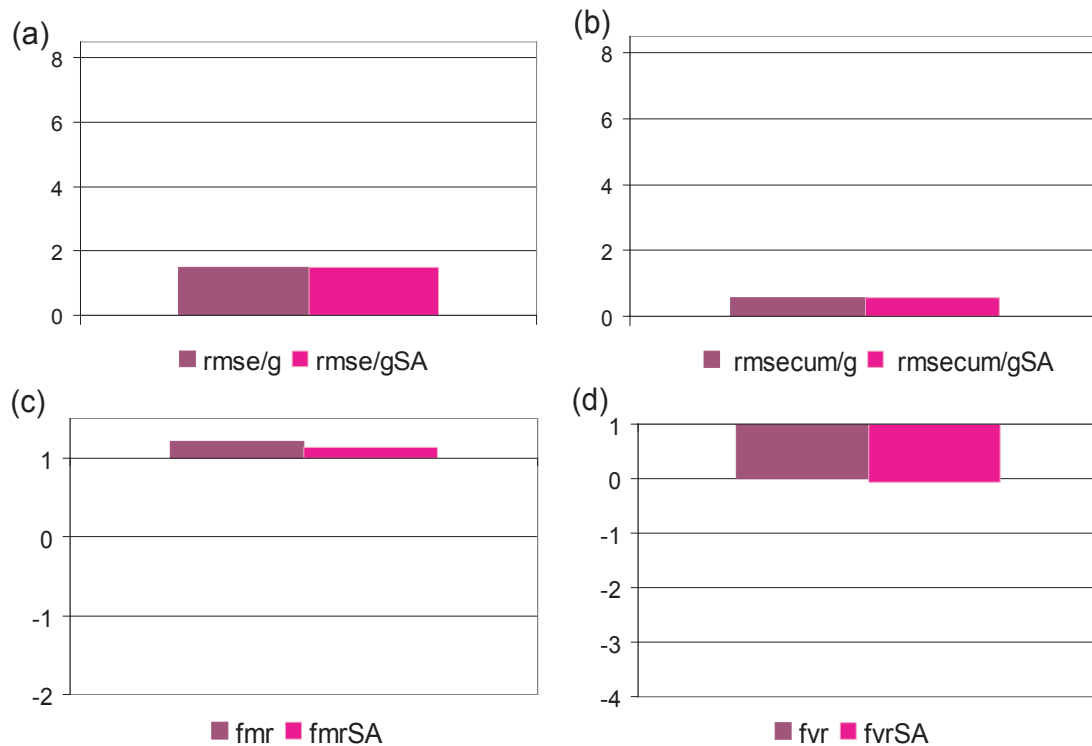 (a)
8
6
4
2
0
rmse/g rmse/gSA
(b)
8
6
4
2
0
rmsecum/g rmsecum/gSA
(c)
1
0
-1
-2
fmr fmrSA
(d)
1
0
-1
-2
-3
-4
fvr fvrSA